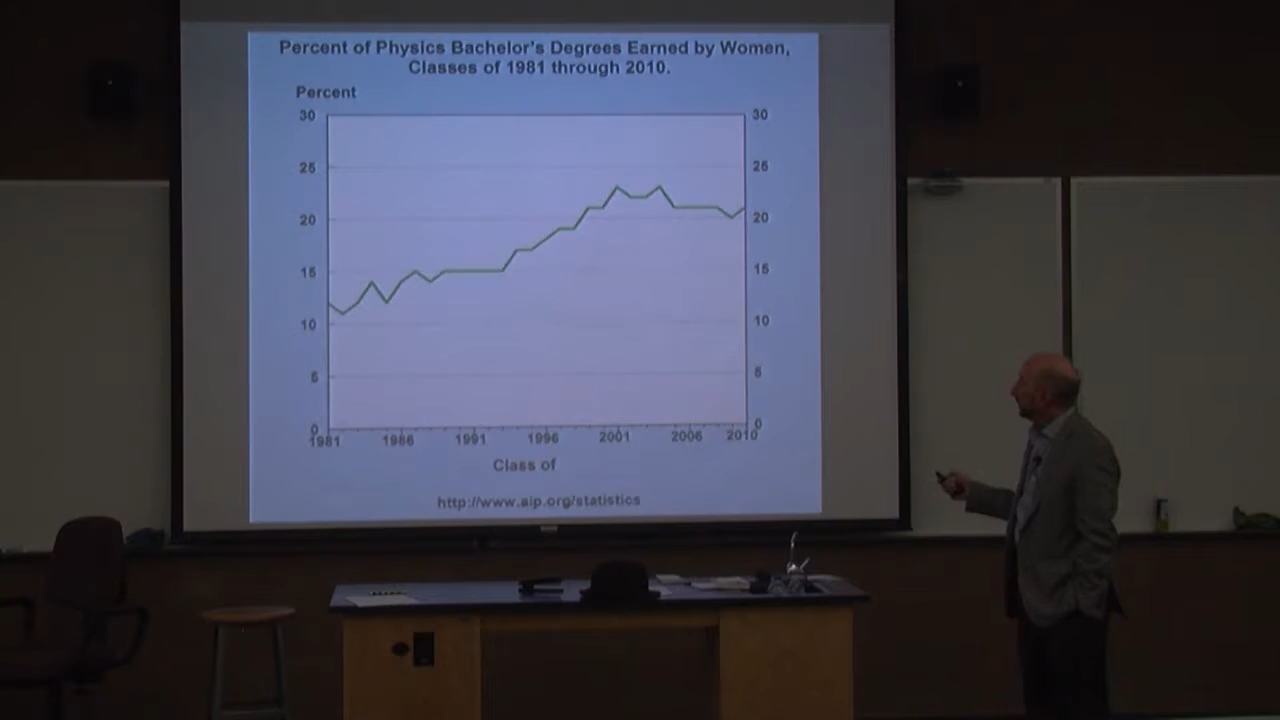 Percent of Physics Bachelor's Degrees Earned by Women,
Classes of 1981 through 2010.
Percent
30 30
25 25
20 20
15 15
10 10
5 5
0 0
1981 1986 1991 1996 2001 2006 2010
Class of
http://www.aip.org/statistics